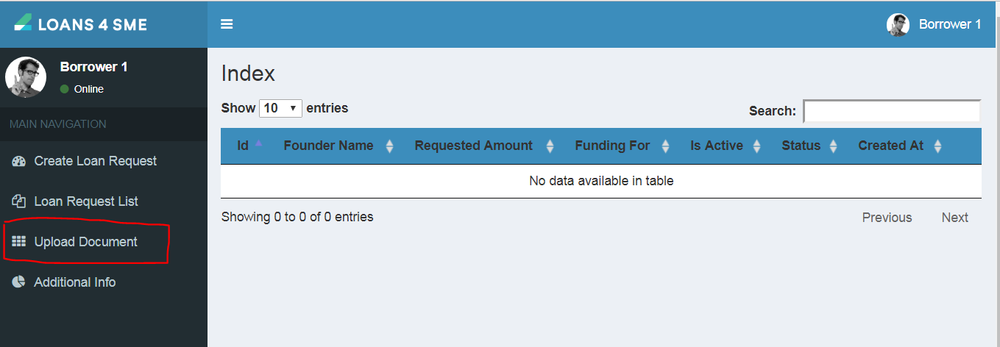 LOANS 4 SME
Borrower 1
Borrower 1
Online
MAIN NAVIGATION
Create Loan Request
Loan Request List
Upload Document
Additional Info
Index
Show 10 entries
Search:
Id Founder Name Requested Amount Funding For Is Active Status Created At
No data available in table
Showing 0 to 0 of 0 entries
Previous Next